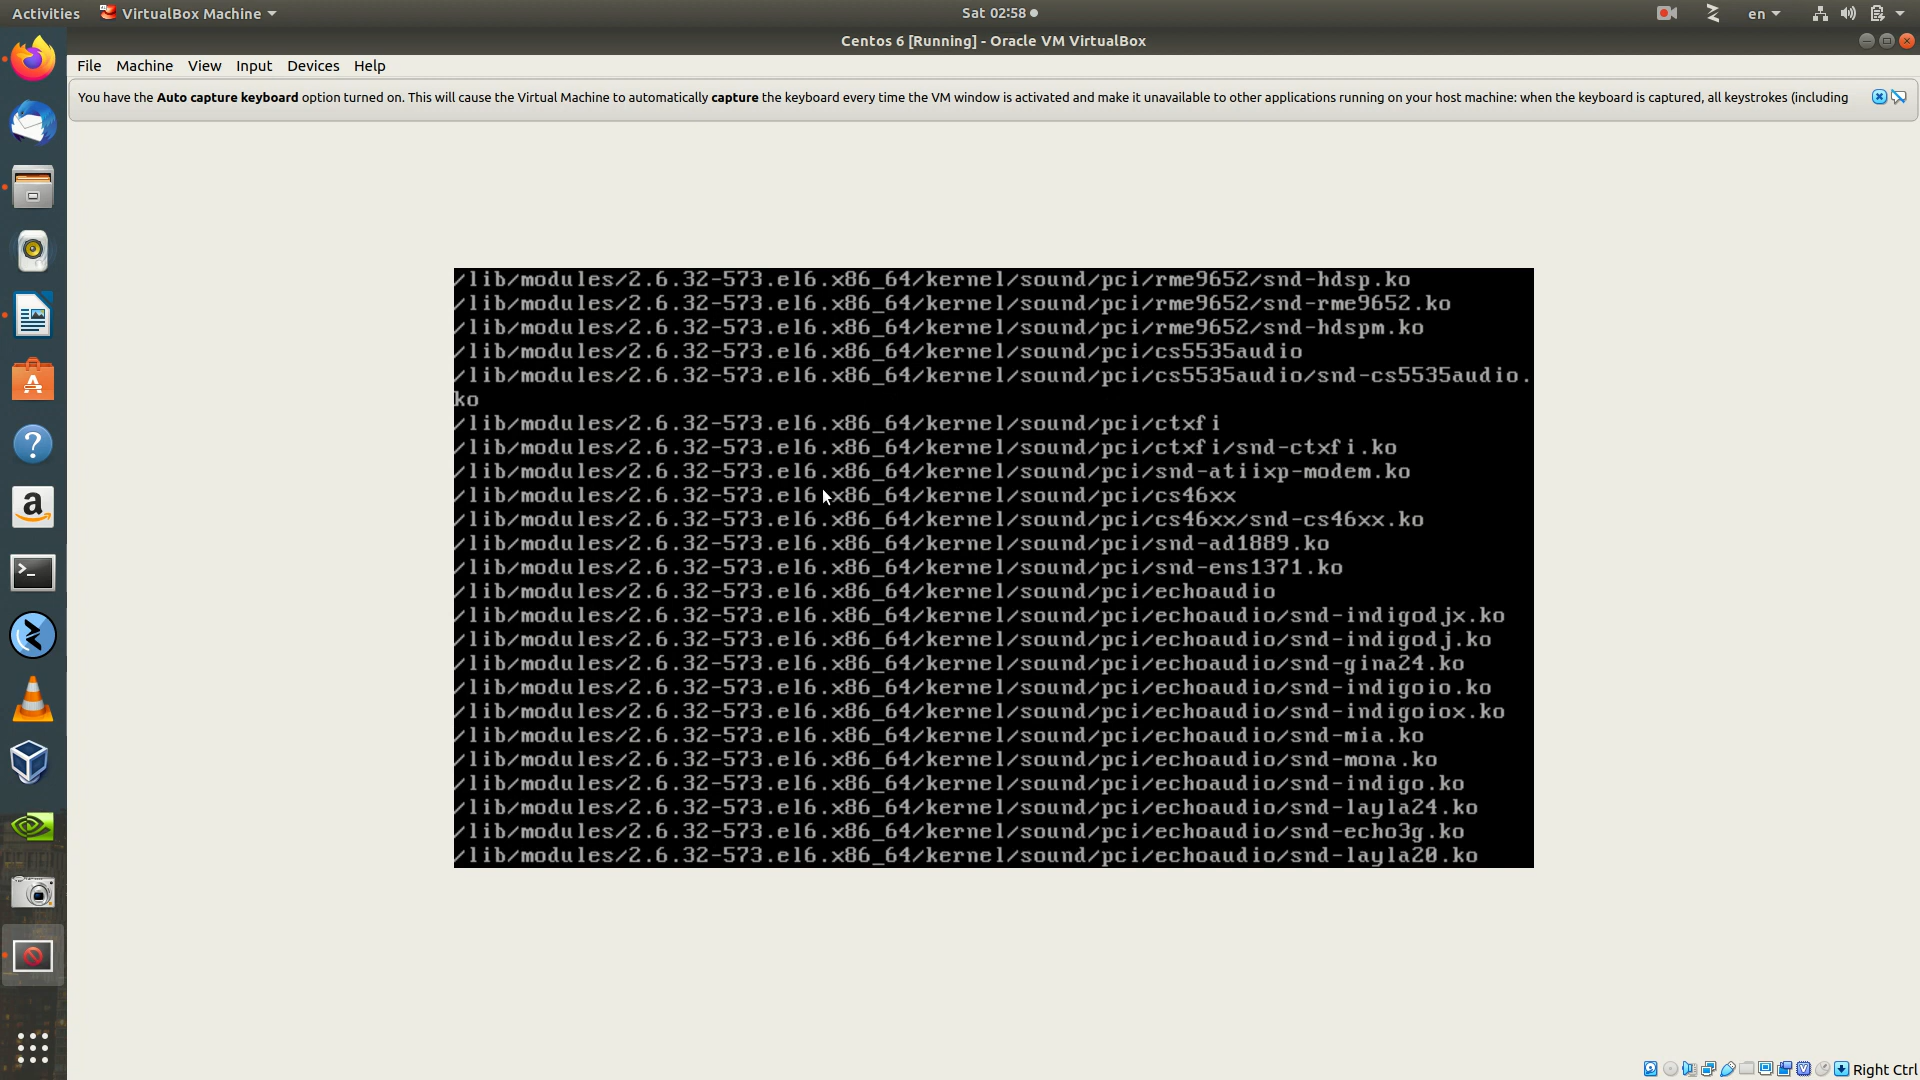 Activities VirtualBox Machine Sat 02:58 en
Centos 6 [Running] - Oracle VM VirtualBox
File Machine View Input Devices Help
You have the Auto capture keyboard option turned on. This will cause the Virtual Machine to automatically capture the keyboard every time the VM window is activated and make it unavailable to other applications running on your host machine: when the keyboard is captured, all keystrokes (including
/lib/modules/2.6.32-573.el6.x86_64/kernel/sound/pci/rme9652/snd-hdsp.ko
/lib/modules/2.6.32-573.el6.x86_64/kernel/sound/pci/rme9652/snd-rme9652.ko
/lib/modules/2.6.32-573.el6.x86_64/kernel/sound/pci/rme9652/snd-hdspm.ko
/lib/modules/2.6.32-573.el6.x86_64/kernel/sound/pci/cs5535audio
/lib/modules/2.6.32-573.el6.x86_64/kernel/sound/pci/cs5535audio/snd-cs5535audio.
ko
/lib/modules/2.6.32-573.el6.x86_64/kernel/sound/pci/ctxfi
/lib/modules/2.6.32-573.el6.x86_64/kernel/sound/pci/ctxfi/snd-ctxfi.ko
/lib/modules/2.6.32-573.el6.x86_64/kernel/sound/pci/snd-atiixp-modem.ko
/lib/modules/2.6.32-573.el6.x86_64/kernel/sound/pci/cs46xx
/lib/modules/2.6.32-573.el6.x86_64/kernel/sound/pci/cs46xx/snd-cs46xx.ko
/lib/modules/2.6.32-573.el6.x86_64/kernel/sound/pci/snd-ad1889.ko
/lib/modules/2.6.32-573.el6.x86_64/kernel/sound/pci/snd-ens1371.ko
/lib/modules/2.6.32-573.el6.x86_64/kernel/sound/pci/echoaudio
/lib/modules/2.6.32-573.el6.x86_64/kernel/sound/pci/echoaudio/snd-indigodjx.ko
/lib/modules/2.6.32-573.el6.x86_64/kernel/sound/pci/echoaudio/snd-indigodj.ko
/lib/modules/2.6.32-573.el6.x86_64/kernel/sound/pci/echoaudio/snd-gina24.ko
/lib/modules/2.6.32-573.el6.x86_64/kernel/sound/pci/echoaudio/snd-indigoio.ko
/lib/modules/2.6.32-573.el6.x86_64/kernel/sound/pci/echoaudio/snd-indigoiox.ko
/lib/modules/2.6.32-573.el6.x86_64/kernel/sound/pci/echoaudio/snd-mia.ko
/lib/modules/2.6.32-573.el6.x86_64/kernel/sound/pci/echoaudio/snd-mona.ko
/lib/modules/2.6.32-573.el6.x86_64/kernel/sound/pci/echoaudio/snd-indigo.ko
/lib/modules/2.6.32-573.el6.x86_64/kernel/sound/pci/echoaudio/snd-layla24.ko
/lib/modules/2.6.32-573.el6.x86_64/kernel/sound/pci/echoaudio/snd-echo3g.ko
/lib/modules/2.6.32-573.el6.x86_64/kernel/sound/pci/echoaudio/snd-layla20.ko
Right Ctrl